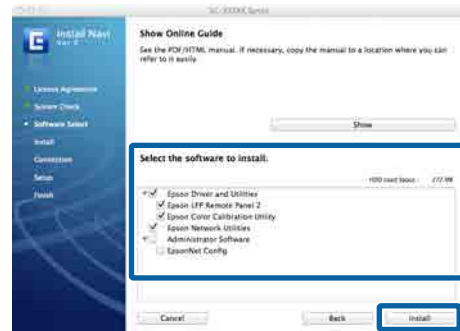 SC-XXXXX Series
Install Navi
Ver.
License Agreement
System Check
Software Select
Install
Connection
Setup
Finish
Show Online Guide
See the PDF/HTML manual. If necessary, copy the manual to a location where you can
refer to it easily.
Show
Select the software to install.
Epson Driver and Utilities
Epson LFP Remote Panel 2
Epson Color Calibration Utility
Epson Network Utilities
Administrator Software
EpsonNet Config
Cancel
Back
Install